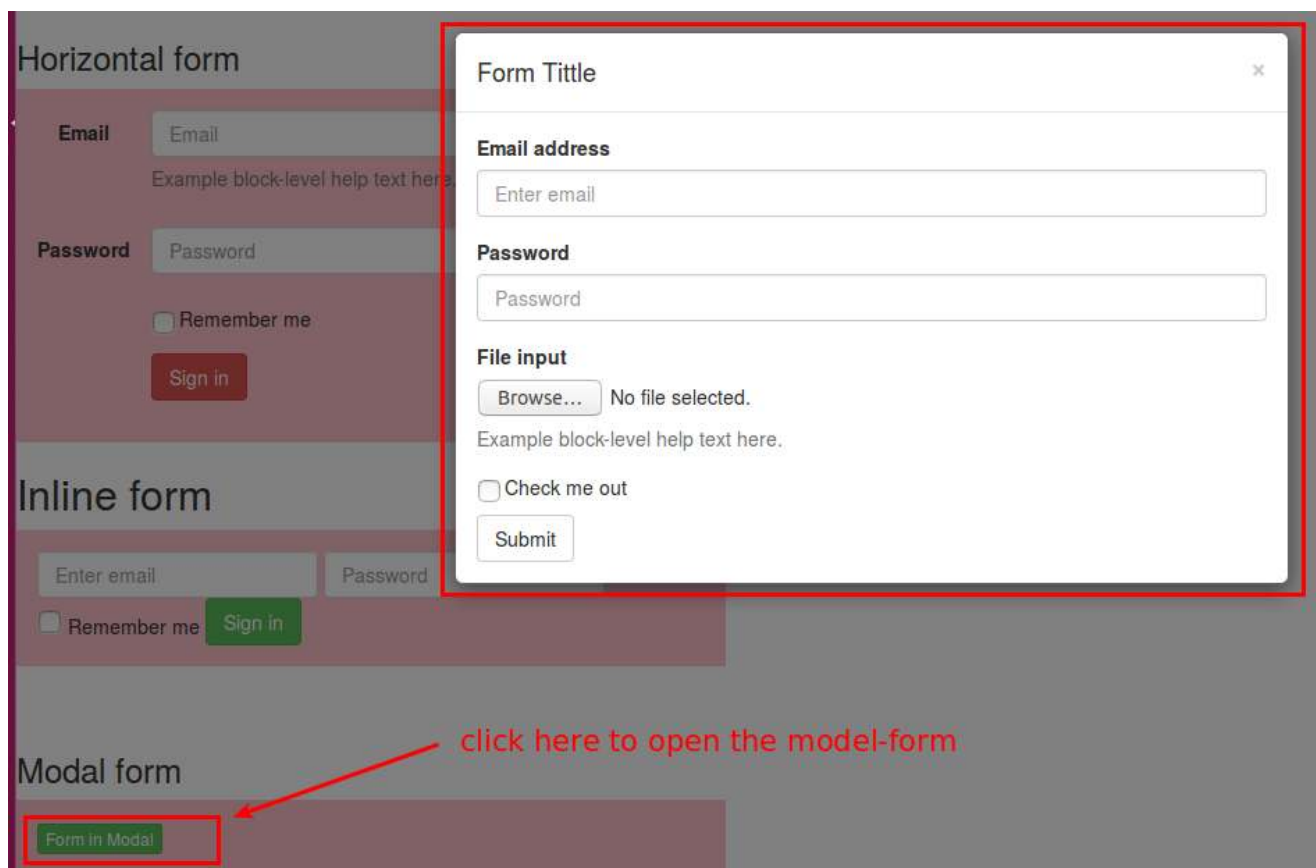 Horizontal form
Email
Email
Example block-level help text here.
Password
Password
Remember me
Sign in
Inline form
Enter email
Password
Remember me
Sign in
Modal form
Form in Modal
click here to open the model-form
Form Tittle
×
Email address
Enter email
Password
Password
File input
Browse... No file selected.
Example block-level help text here.
Check me out
Submit